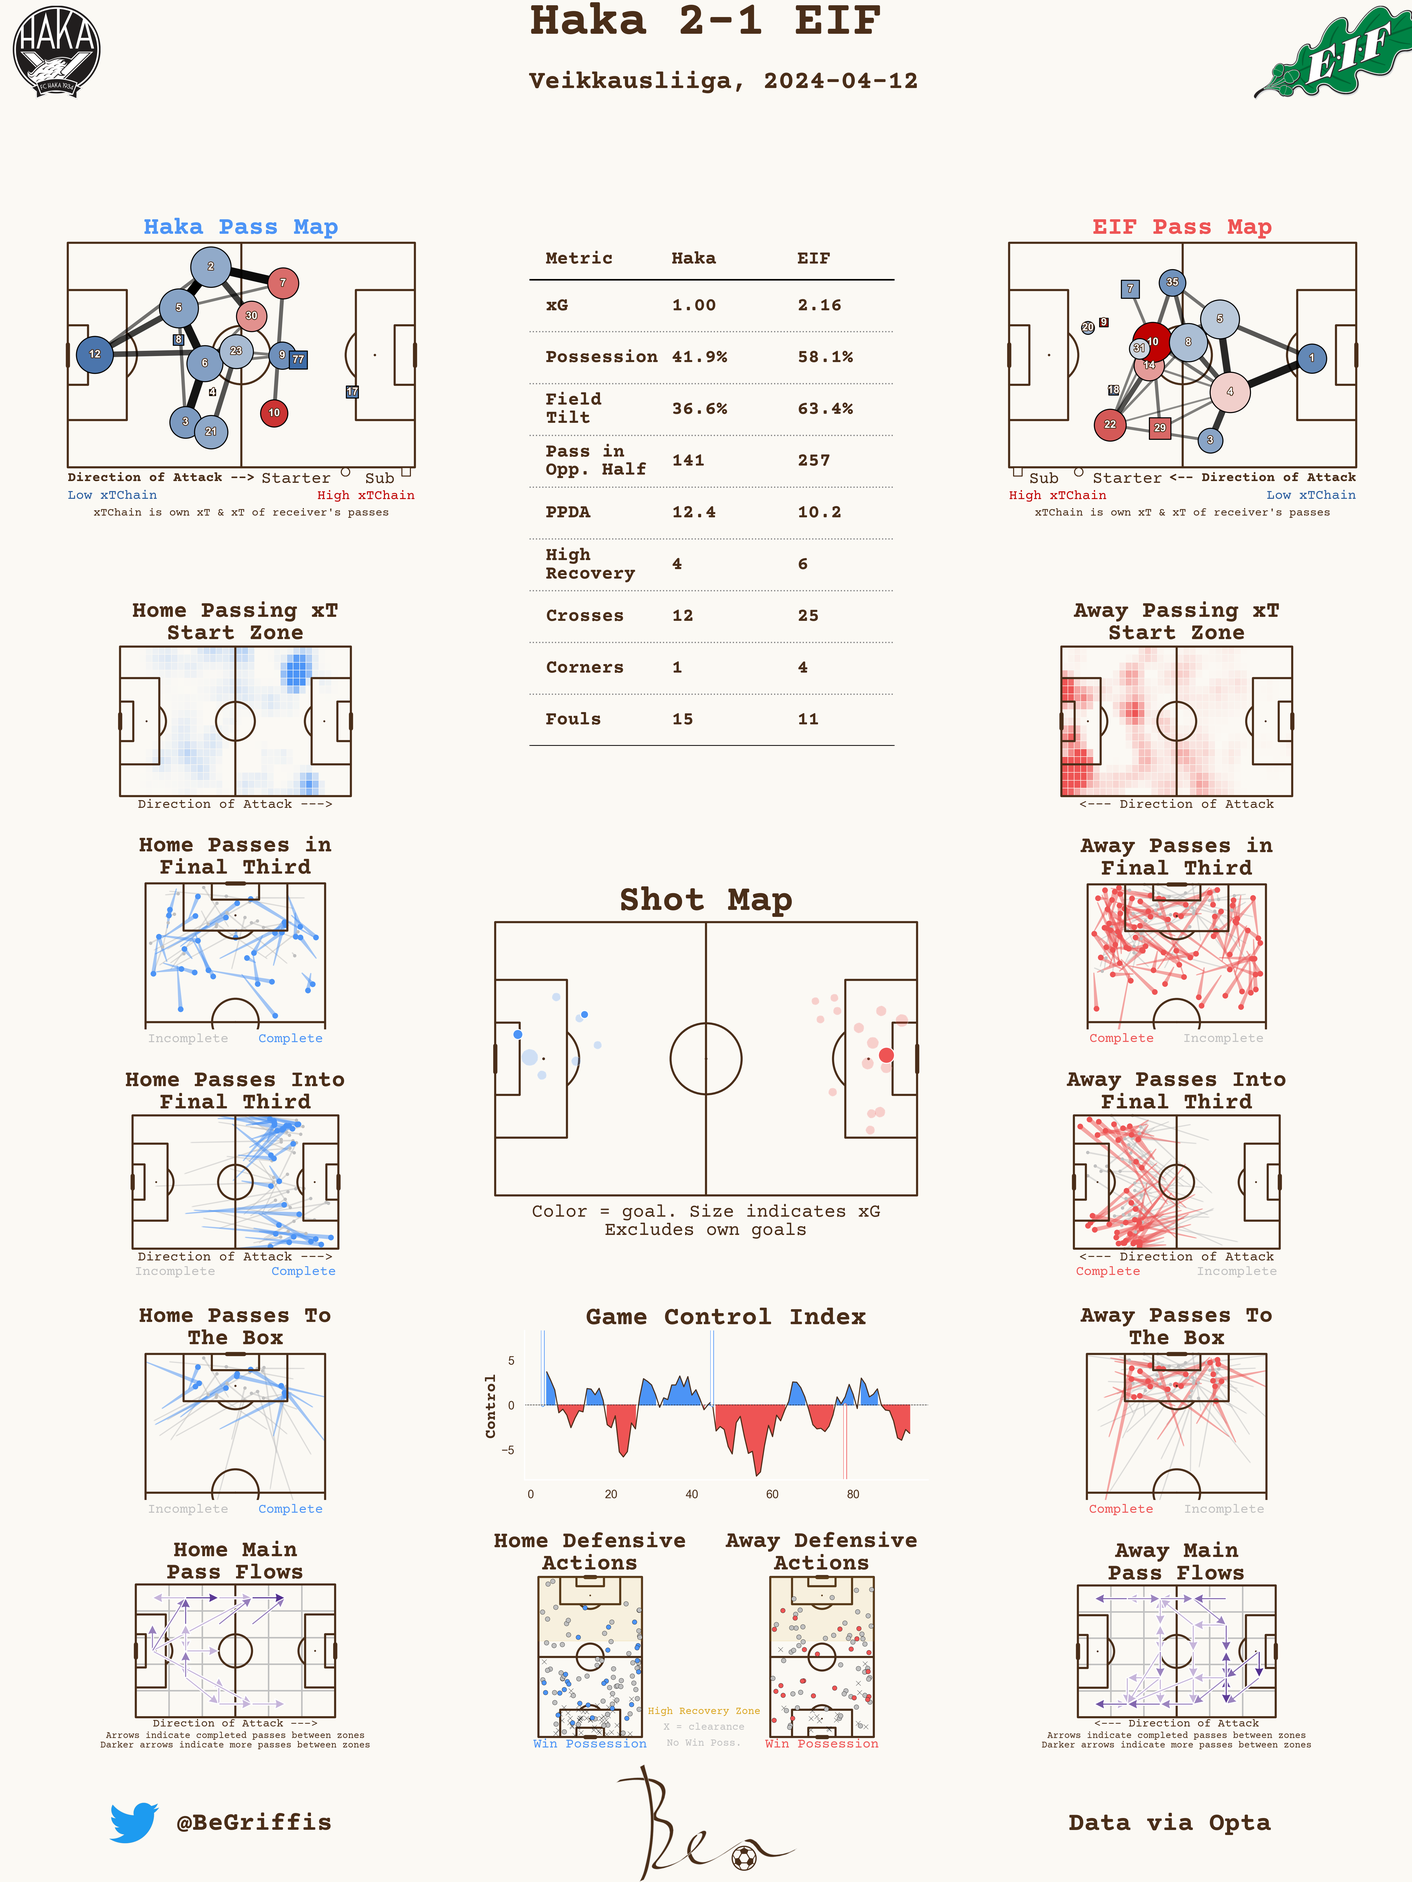 Haka 2-1 EIF
Veikkausliiga, 2024-04-12
HAKA
FC HAKA 1934
E.I.F
Haka Pass Map
2
7
5
30
8
12
6
23
9
77
4
17
3
21
10
Direction of Attack --> Starter Sub
Low xTChain High xTChain
xTChain is own xT & xT of receiver's passes
Metric Haka EIF
xG 1.00 2.16
Possession 41.9% 58.1%
Field
Tilt 36.6% 63.4%
Pass in
Opp. Half 141 257
PPDA 12.4 10.2
High
Recovery 4 6
Crosses 12 25
Corners 1 4
Fouls 15 11
EIF Pass Map
7
35
20
9
5
10
8
31
14
1
18
4
22
29
3
Sub Starter <-- Direction of Attack
High xTChain Low xTChain
xTChain is own xT & xT of receiver's passes
Home Passing xT
Start Zone
Direction of Attack --->
Away Passing xT
Start Zone
<--- Direction of Attack
Home Passes in
Final Third
Incomplete Complete
Away Passes in
Final Third
Complete Incomplete
Shot Map
Color = goal. Size indicates xG
Excludes own goals
Home Passes Into
Final Third
Direction of Attack --->
Incomplete Complete
Away Passes Into
Final Third
<--- Direction of Attack
Complete Incomplete
Home Passes To
The Box
Incomplete Complete
Game Control Index
Control
5
0
−5
0 20 40 60 80
Away Passes To
The Box
Complete Incomplete
Home Main
Pass Flows
Direction of Attack --->
Arrows indicate completed passes between zones
Darker arrows indicate more passes between zones
Home Defensive
Actions
Win Possession
Away Defensive
Actions
Win Possession
High Recovery Zone
X = clearance
No Win Poss.
Away Main
Pass Flows
<--- Direction of Attack
Arrows indicate completed passes between zones
Darker arrows indicate more passes between zones
@BeGriffis
Ben
Data via Opta